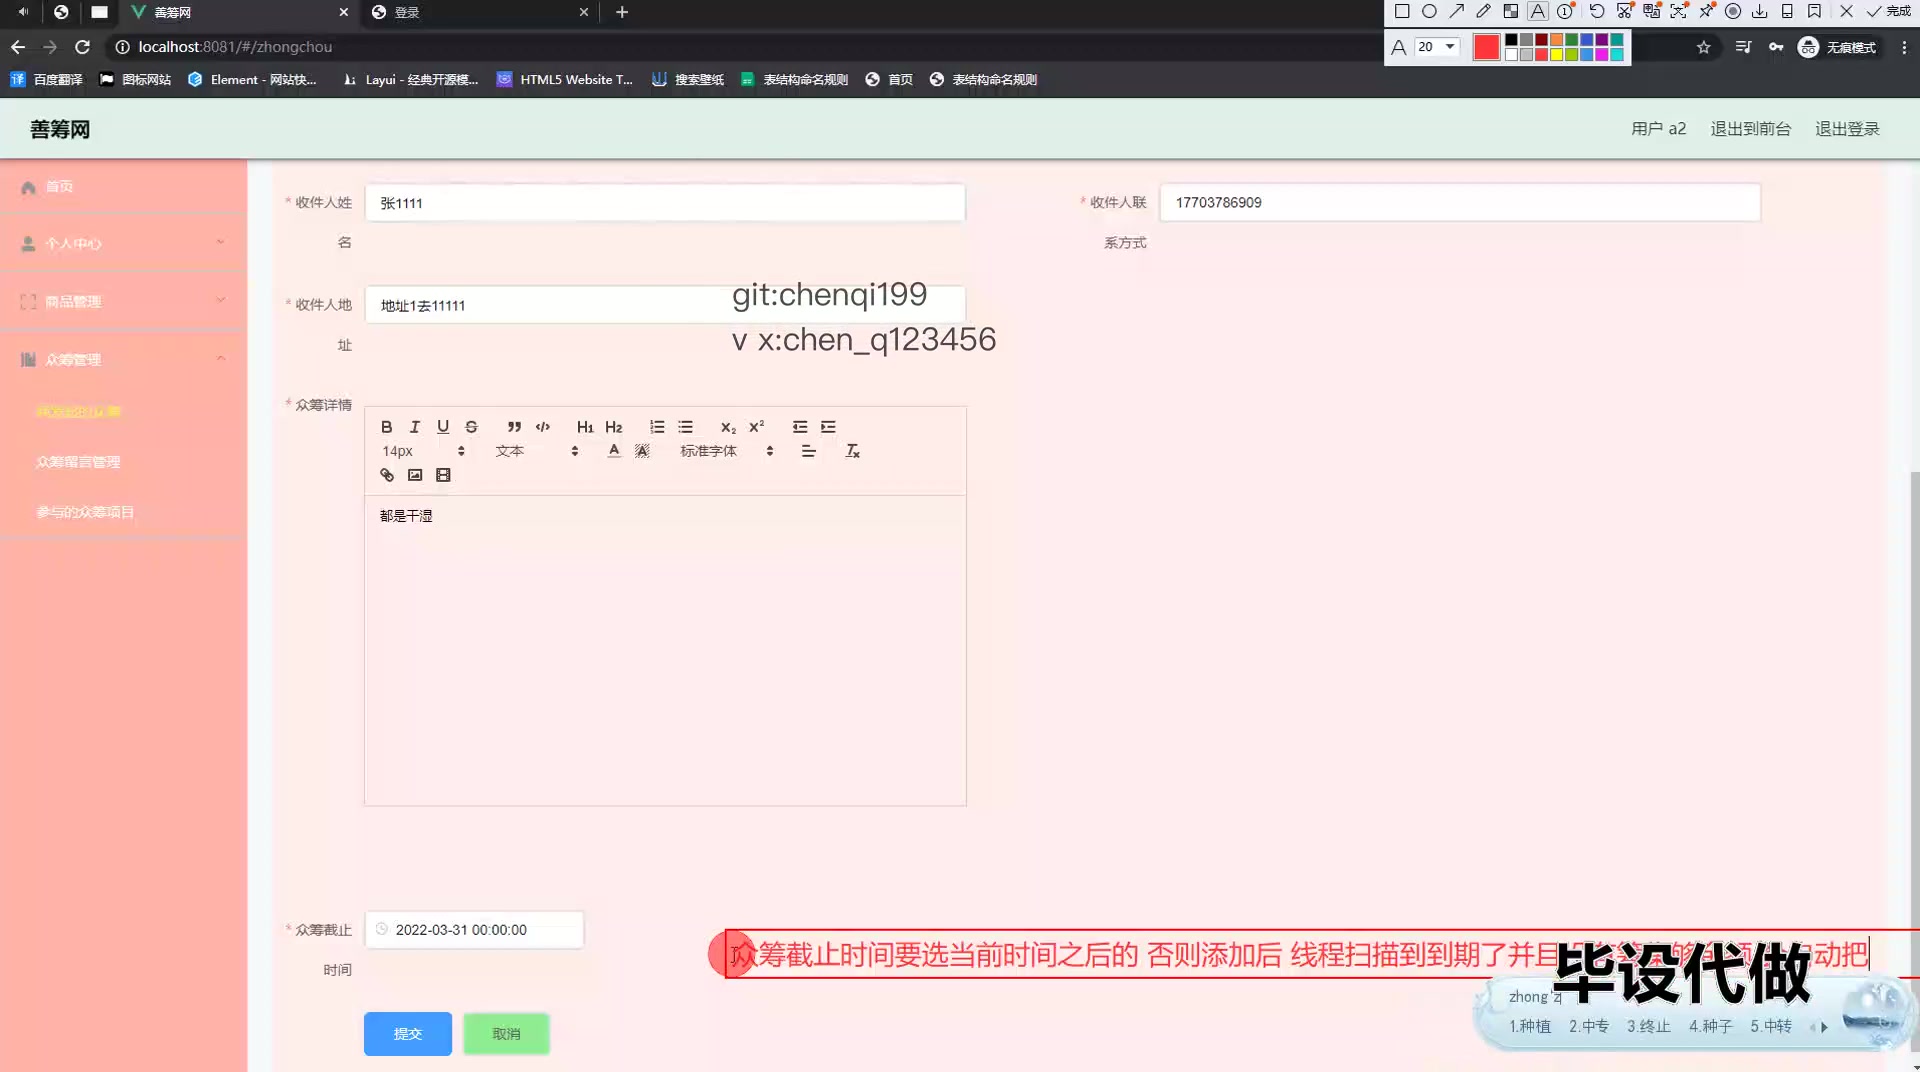 善筹网
登录
20
完成
localhost:8081/#/zhongchou
无痕模式
百度翻译
图标网站
Element - 网站快...
Layui - 经典开源模...
HTML5 Website T...
搜索壁纸
表结构命名规则
首页
表结构命名规则
善筹网
用户 a2
退出到前台
退出登录
首页
个人中心
商品管理
众筹管理
众筹留言管理
参与的众筹项目
* 收件人姓名
张1111
* 收件人联系方式
17703786909
* 收件人地址
地址1去11111
git:chenqi199
v x:chen_q123456
* 众筹详情
14px
文本
标准字体
都是干湿
* 众筹截止时间
2022-03-31 00:00:00
众筹截止时间要选当前时间之后的 否则添加后 线程扫描到到期了并且
动把
毕设代做
zhong'z
1.种植 2.中专 3.终止 4.种子 5.中转
提交
取消